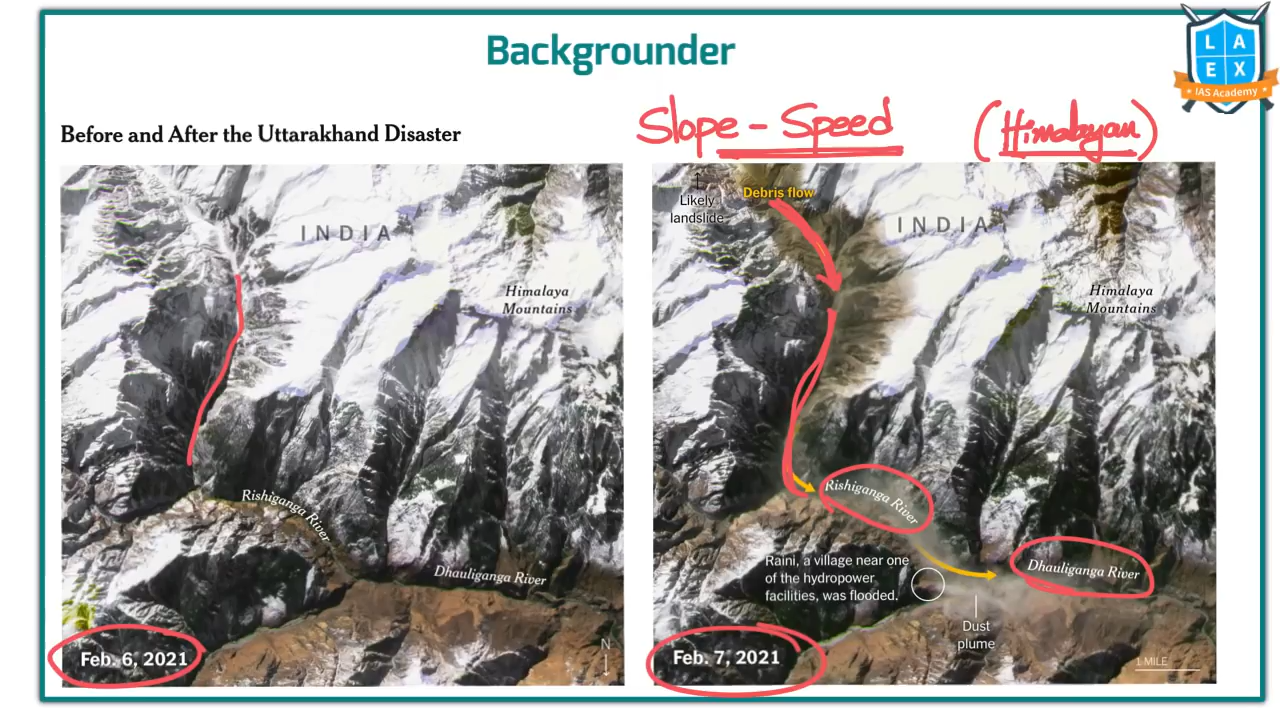 Backgrounder
L A
E X
IAS Academy
Before and After the Uttarakhand Disaster
Slope - Speed (Himalayan)
INDIA
Himalaya
Mountains
Rishiganga River
Dhauliganga River
Feb. 6, 2021
N
Likely
landslide
Debris flow
INDIA
Himalaya
Mountains
Rishiganga River
Raini, a village near one
of the hydropower
facilities, was flooded.
Dhauliganga River
Dust
plume
Feb. 7, 2021
1 MILE